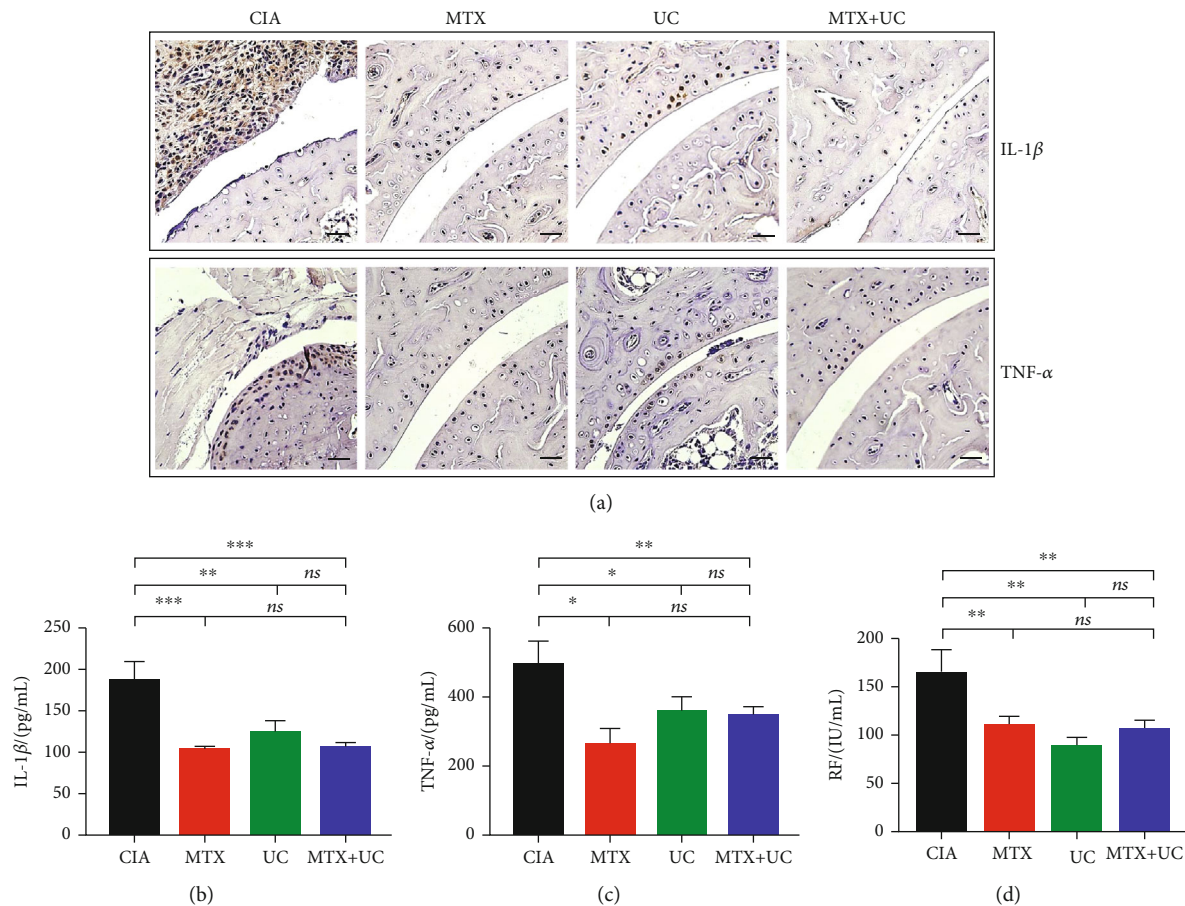 CIA MTX UC MTX+UC
IL-1β
TNF-α
(a)
***
** ns
*** ns
IL-1β/(pg/mL)
250
200
150
100
50
0
CIA MTX UC MTX+UC
(b)
**
* ns
* ns
TNF-α/(pg/mL)
600
400
200
0
CIA MTX UC MTX+UC
(c)
**
** ns
** ns
RF/(IU/mL)
200
150
100
50
0
CIA MTX UC MTX+UC
(d)